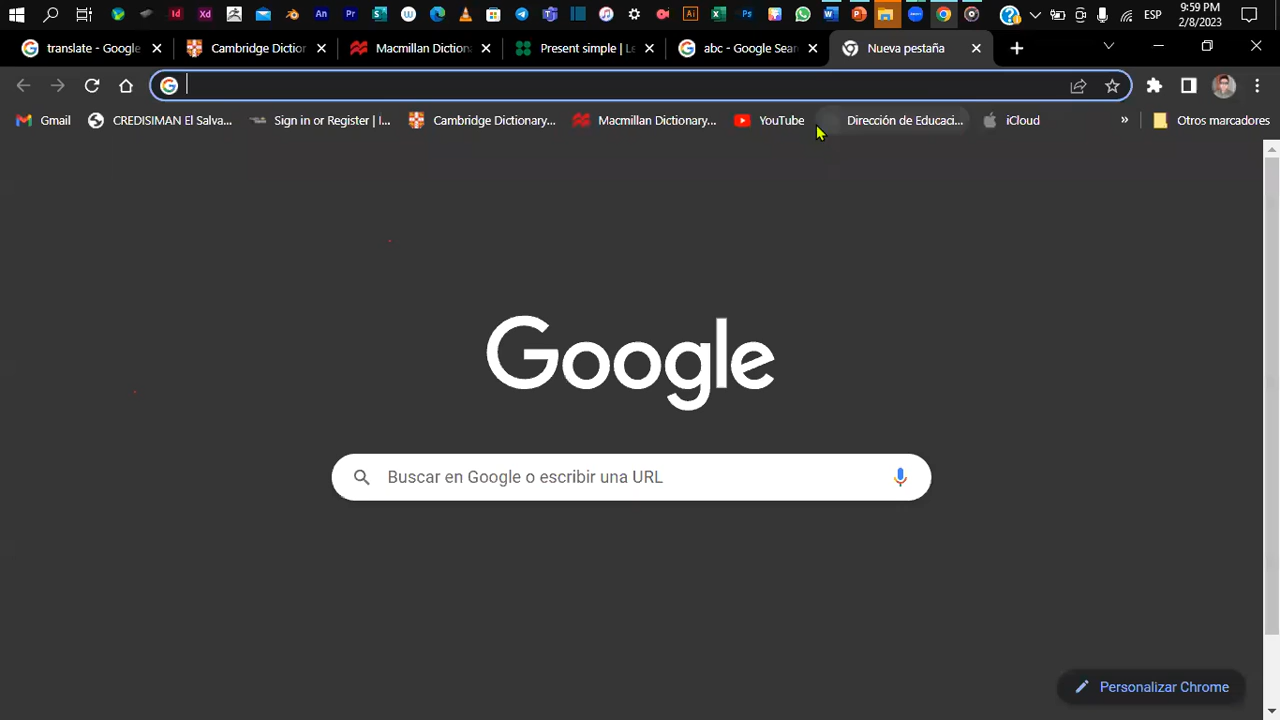 9:59 PM
ESP
2/8/2023
translate - Google
Cambridge Dictior
Macmillan Dictiona
Present simple | Le
abc - Google Sear
Nueva pestaña
Gmail
CREDISIMAN El Salva...
Sign in or Register | I...
Cambridge Dictionary...
Macmillan Dictionary...
YouTube
Dirección de Educaci...
iCloud
»
Otros marcadores
Google
Buscar en Google o escribir una URL
Personalizar Chrome